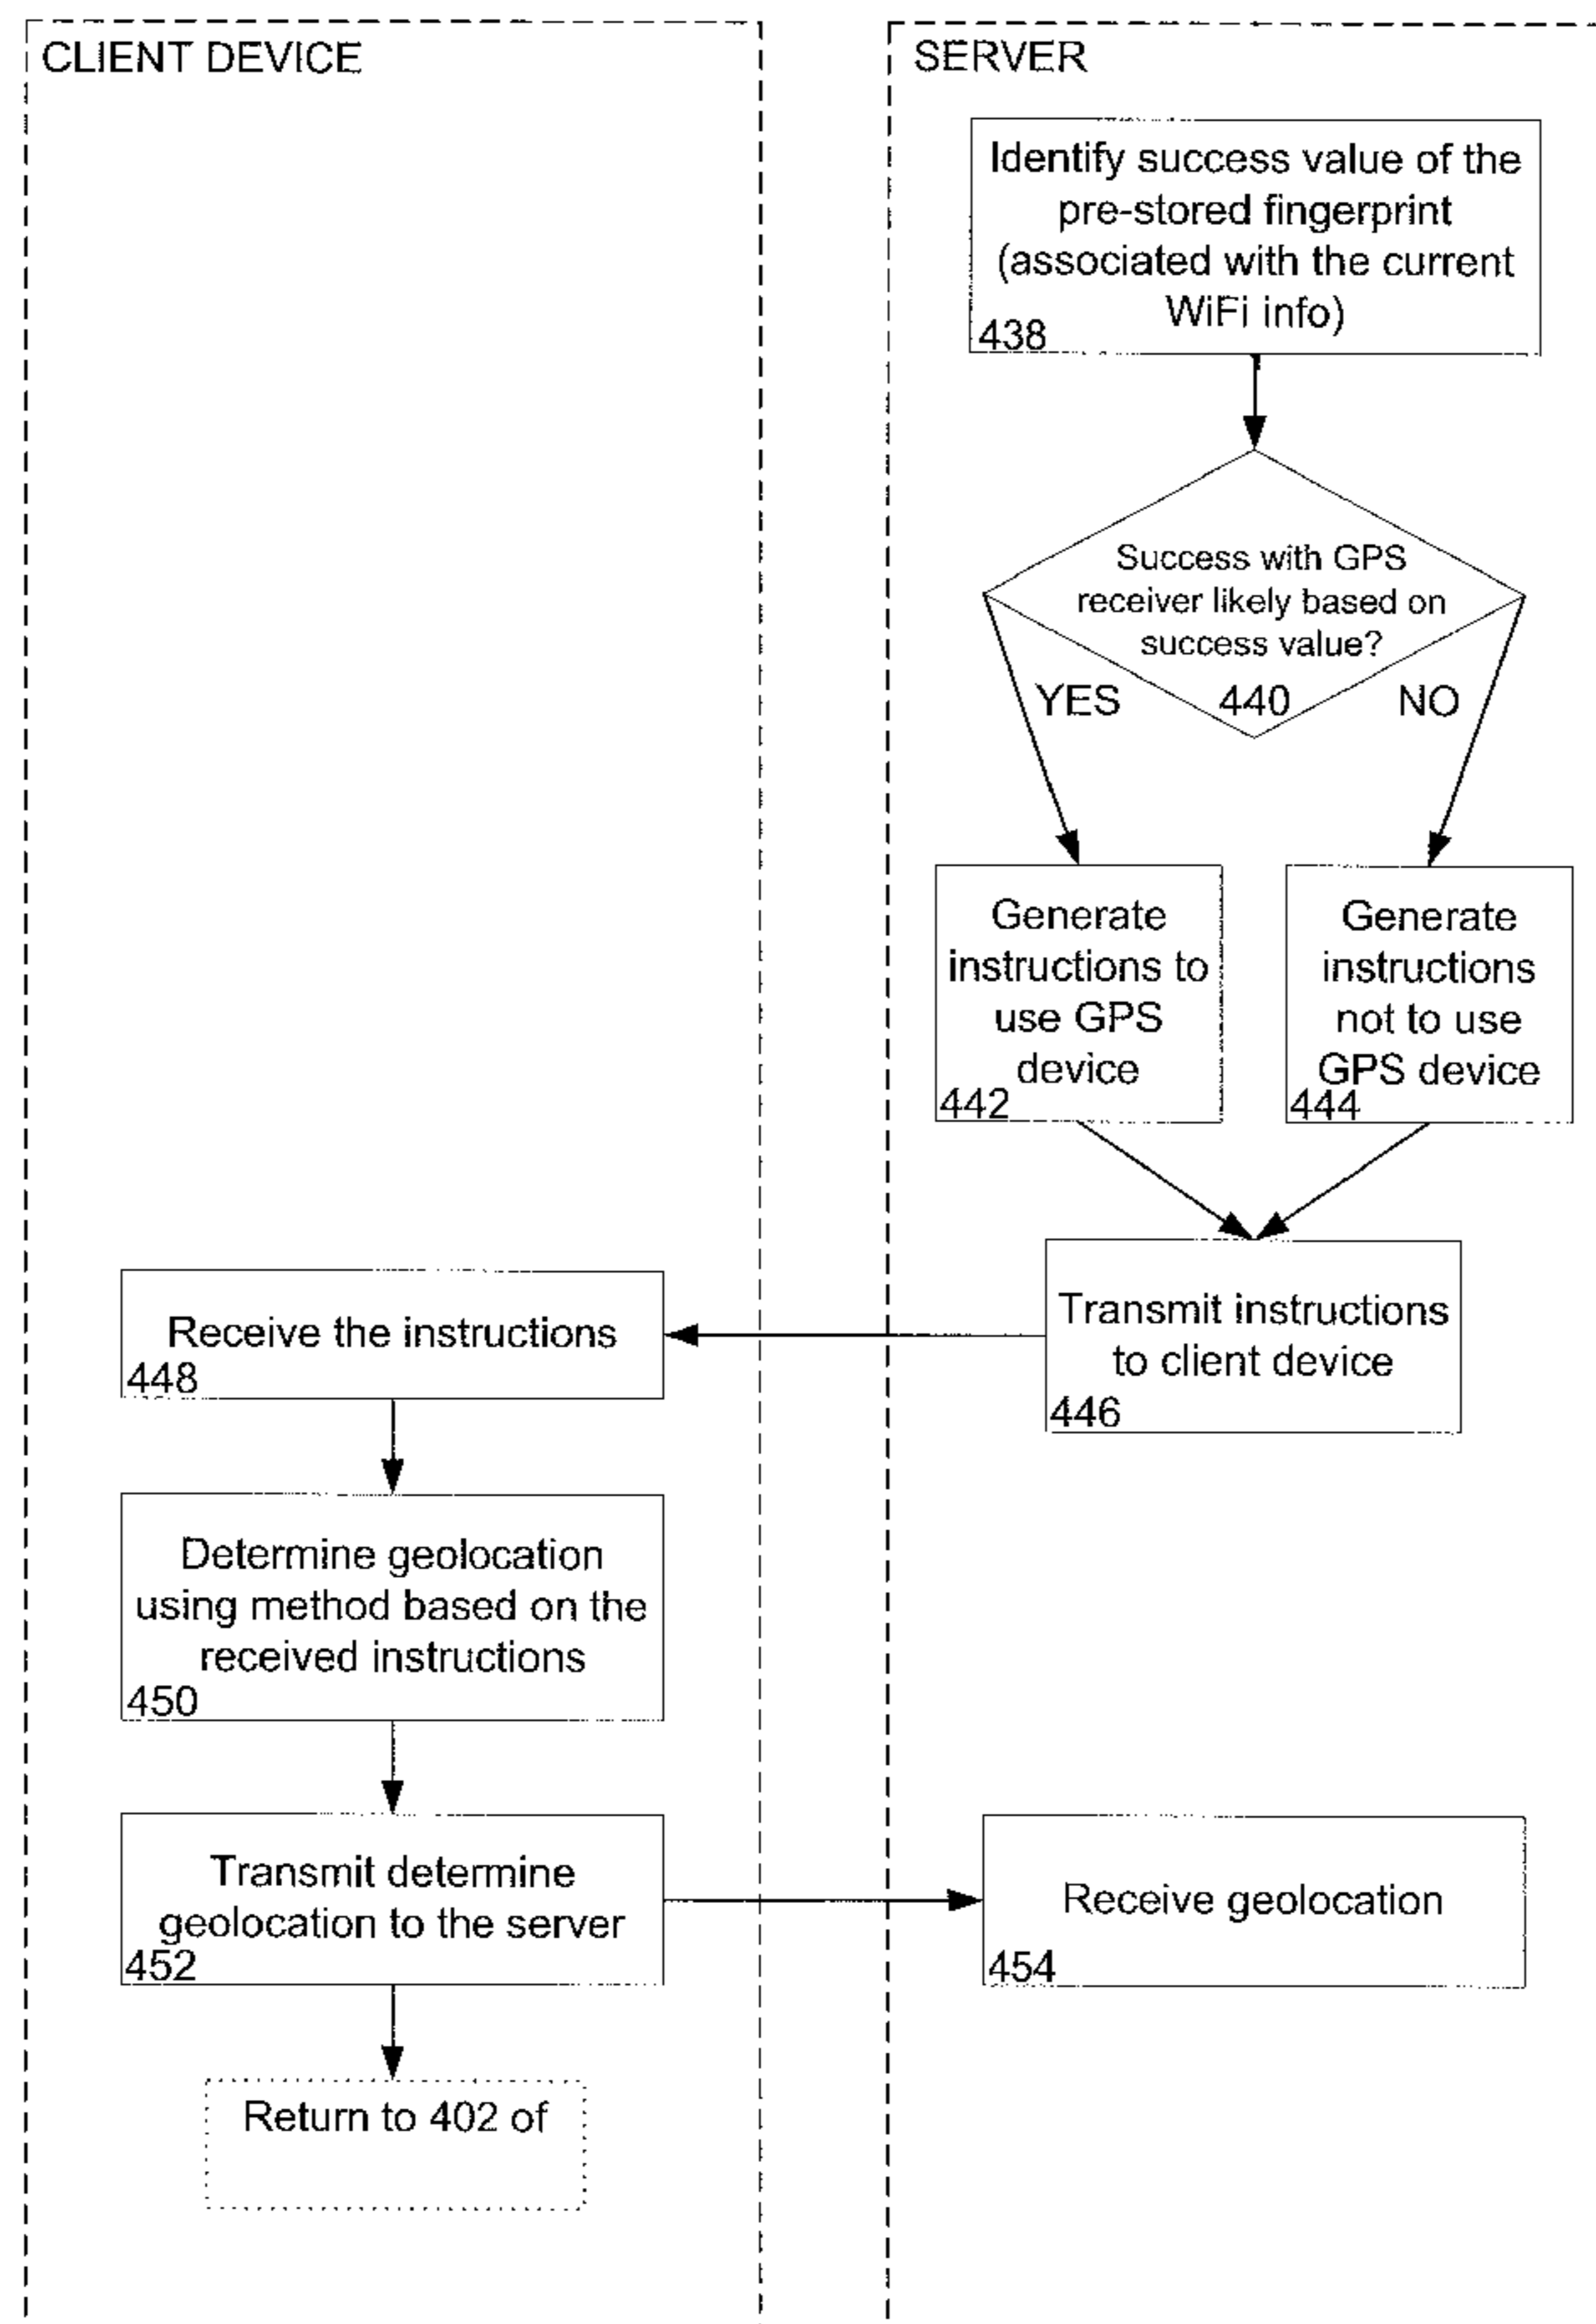 CLIENT DEVICE
SERVER
Identify success value of the
pre-stored fingerprint
(associated with the current
WiFi info)
438
Success with GPS
receiver likely based on
success value?
440
YES
NO
Generate
instructions to
use GPS
device
442
Generate
instructions
not to use
GPS device
444
Transmit instructions
to client device
446
Receive the instructions
448
Determine geolocation
using method based on the
received instructions
450
Transmit determine
geolocation to the server
452
Receive geolocation
454
Return to 402 of